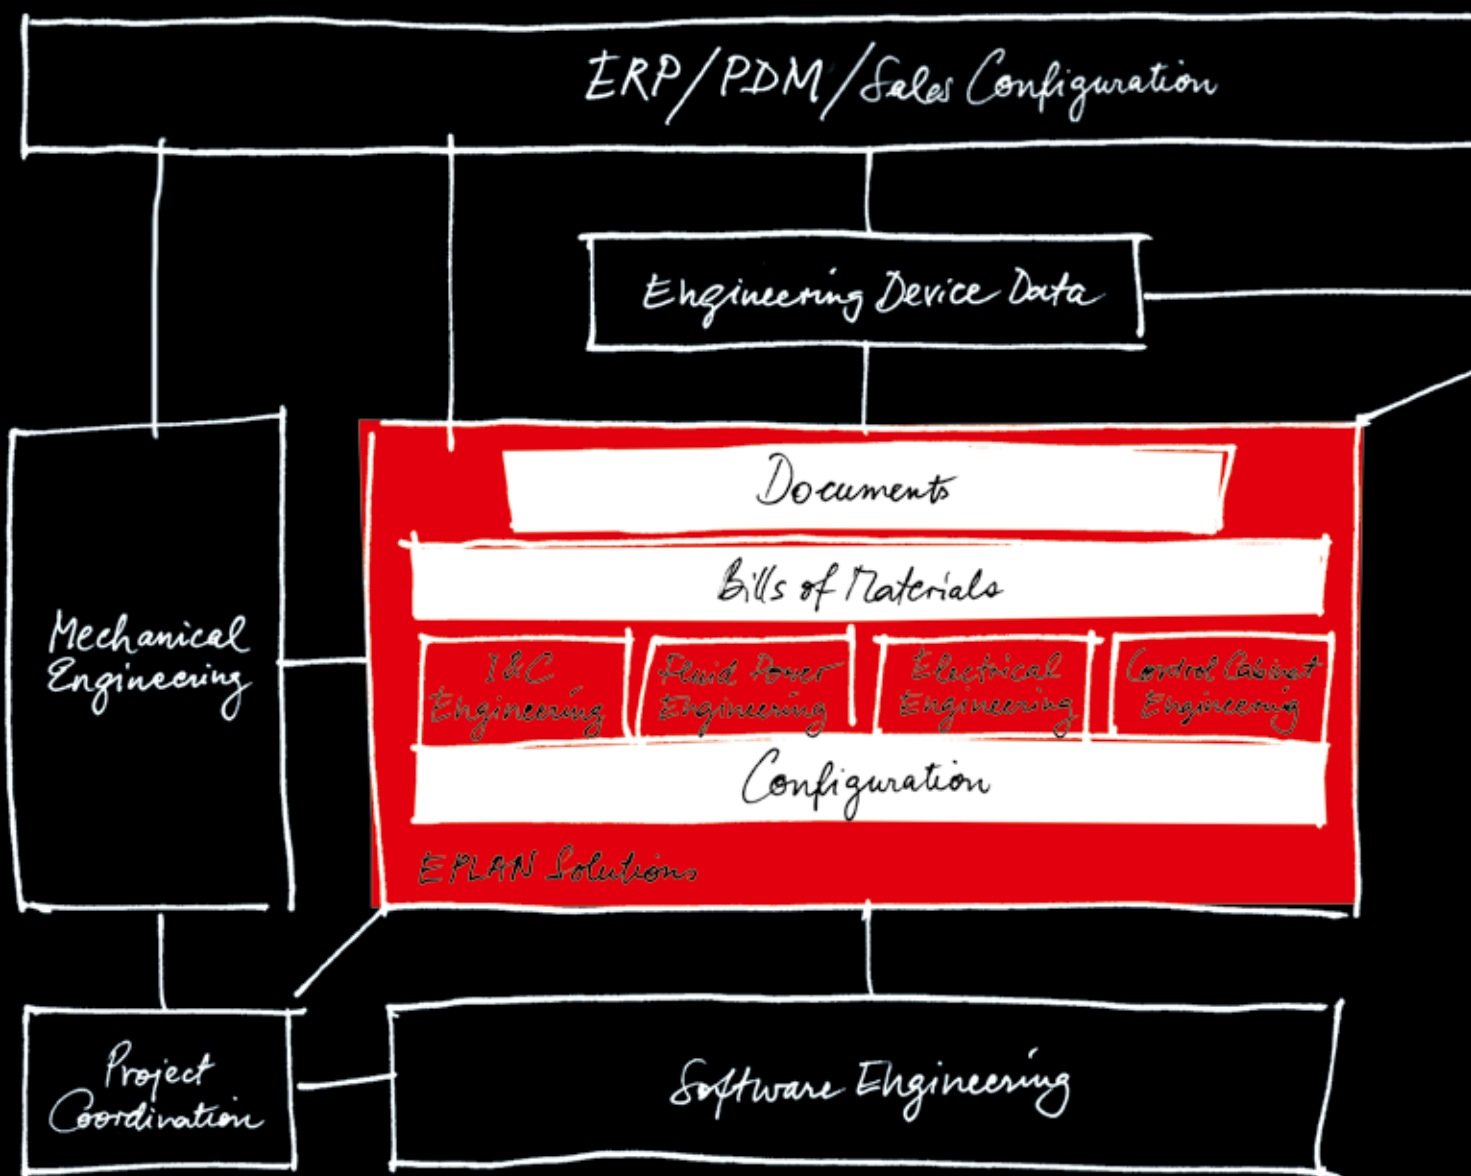 ERP/PDM/Sales Configuration
Engineering Device Data
Documents
Bills of Materials
Mechanical
Engineering
I&C
Engineering
Fluid Power
Engineering
Electrical
Engineering
Control Cabinet
Engineering
Configuration
EPLAN Solutions
Project
Coordination
Software Engineering